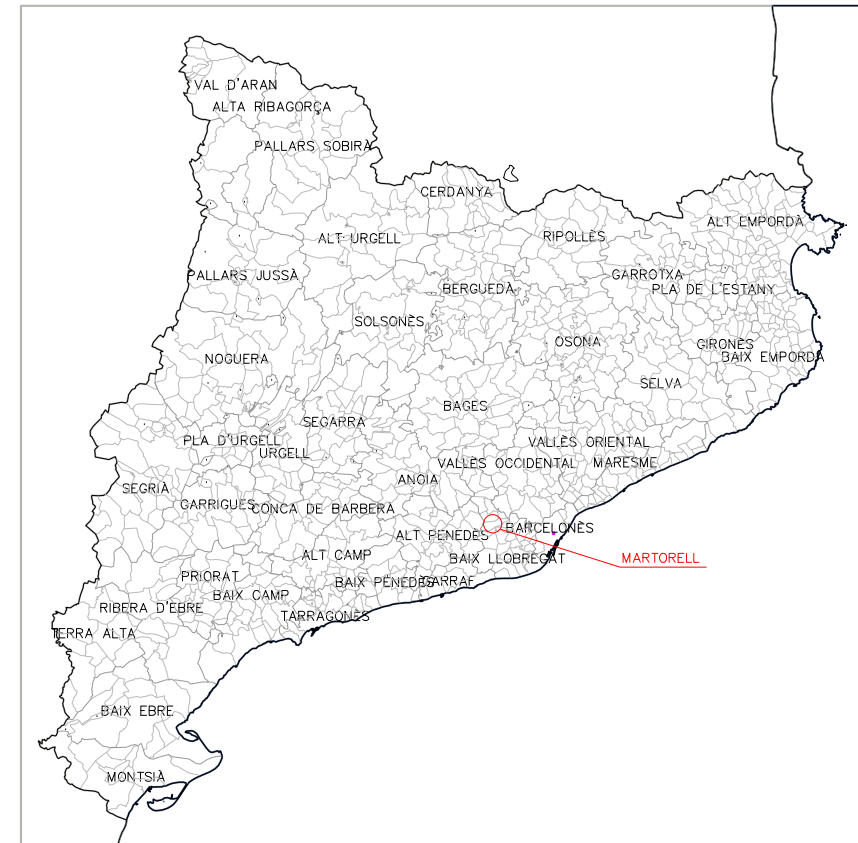 VAL D'ARAN
ALTA RIBAGORÇA
PALLARS SOBIRÀ
CERDANYA
ALT EMPORDÀ
ALT URGELL
RIPOLLÈS
PALLARS JUSSÀ
GARROTXA
BERGUEDÀ
PLA DE L'ESTANY
SOLSONÈS
OSONA
GIRONÈS
NOGUERA
BAIX EMPORDÀ
SELVA
BAGES
SEGARRA
PLA D'URGELL
VALLÈS ORIENTAL
URGELL
VALLÈS OCCIDENTAL
MARESME
ANOIA
SEGRIÀ
GARRIGUES
CONCA DE BARBERÀ
BARCELONÈS
ALT PENEDÈS
ALT CAMP
BAIX LLOBREGAT
MARTORELL
PRIORAT
BAIX PENEDÈS
GARRAF
BAIX CAMP
RIBERA D'EBRE
TARRAGONÈS
TERRA ALTA
BAIX EBRE
MONTSIÀ